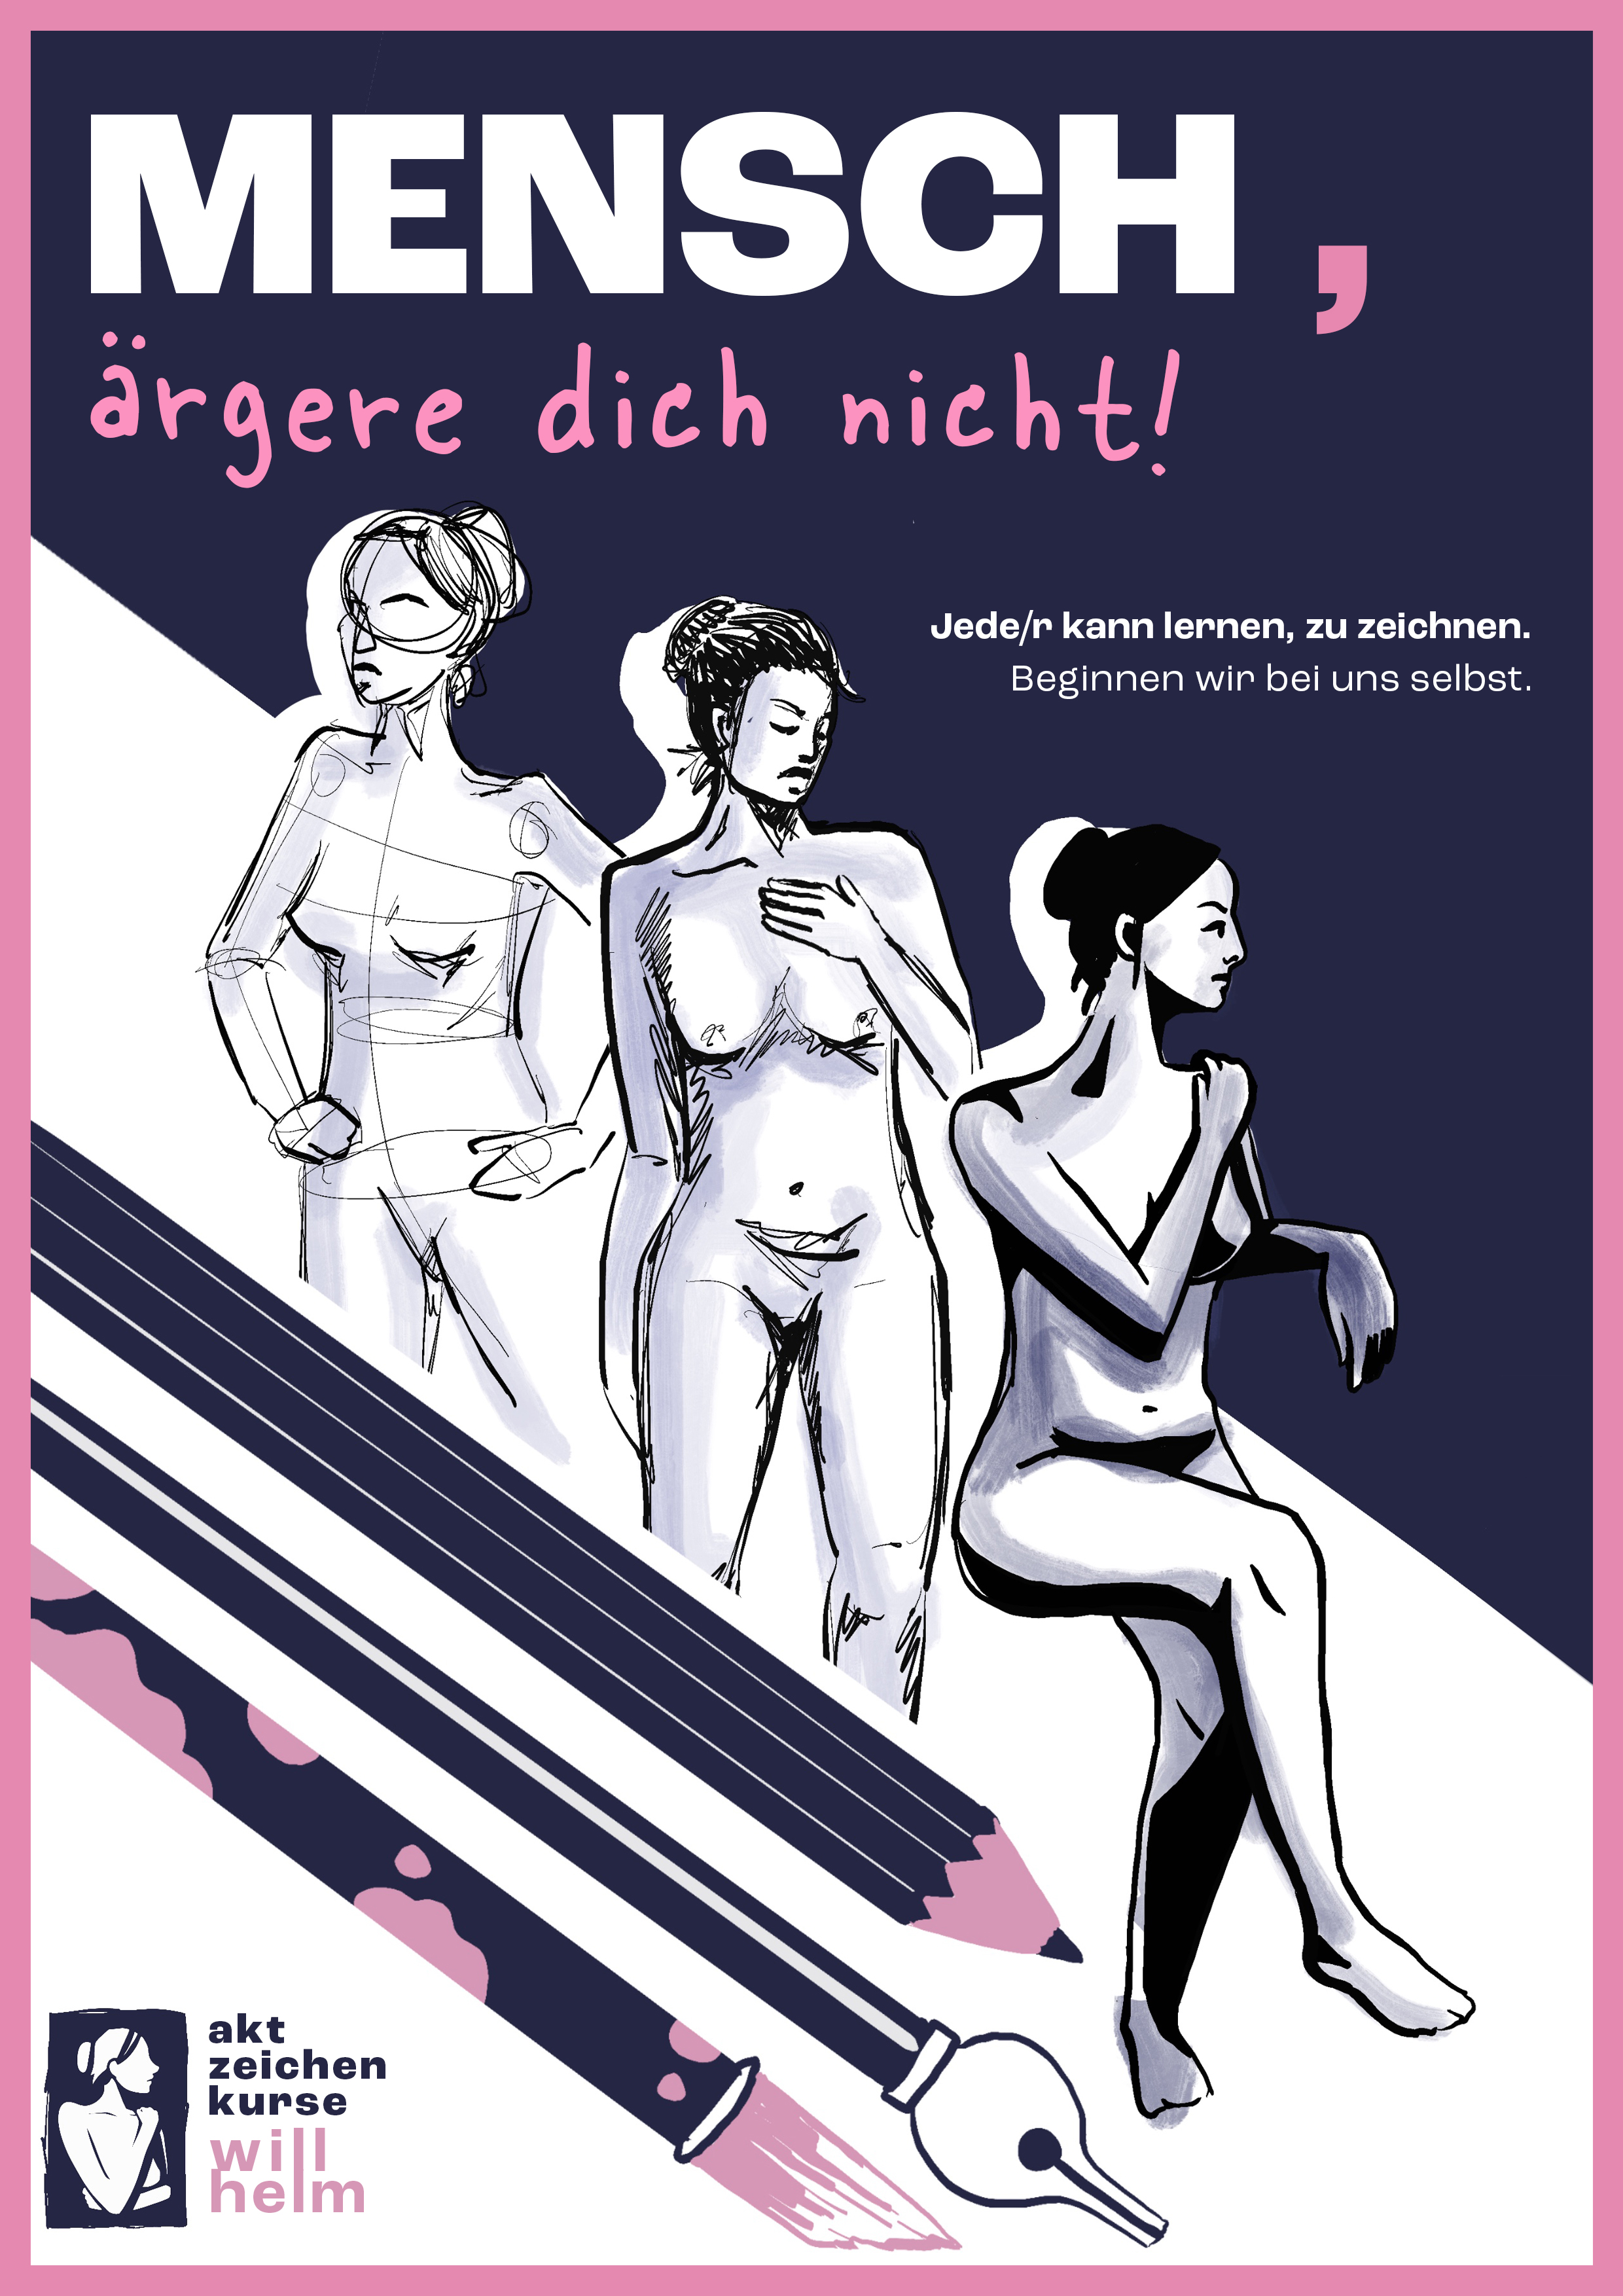 MENSCH ,
ärgere dich nicht!
Jede/r kann lernen, zu zeichnen.
Beginnen wir bei uns selbst.
akt
zeichen
kurse
will
helm